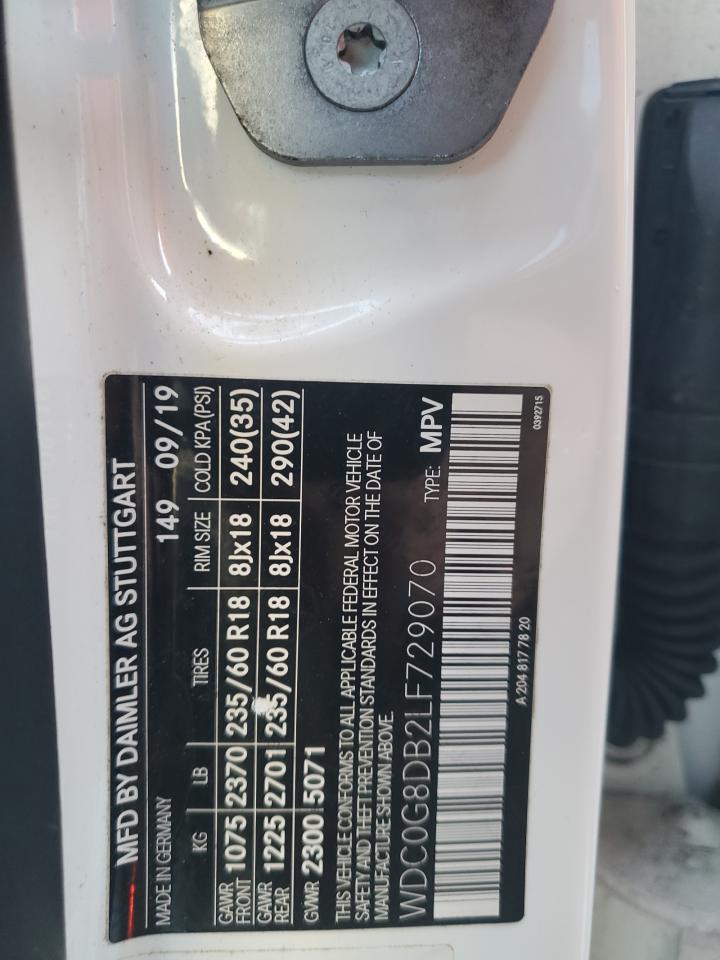 MFD BY DAIMLER AG STUTTGART
MADE IN GERMANY 149 09/19
KG LB TIRES RIM SIZE COLD KPA(PSI)
GAWR FRONT 1075 2370 235/60 R18 8Jx18 240(35)
GAWR REAR 1225 2701 235/60 R18 8Jx18 290(42)
GVWR 2300 5071
THIS VEHICLE CONFORMS TO ALL APPLICABLE FEDERAL MOTOR VEHICLE
SAFETY AND THEFT PREVENTION STANDARDS IN EFFECT ON THE DATE OF
MANUFACTURE SHOWN ABOVE.
WDC0G8DB2LF729070 TYPE: MPV
A 204 817 78 20 0392715